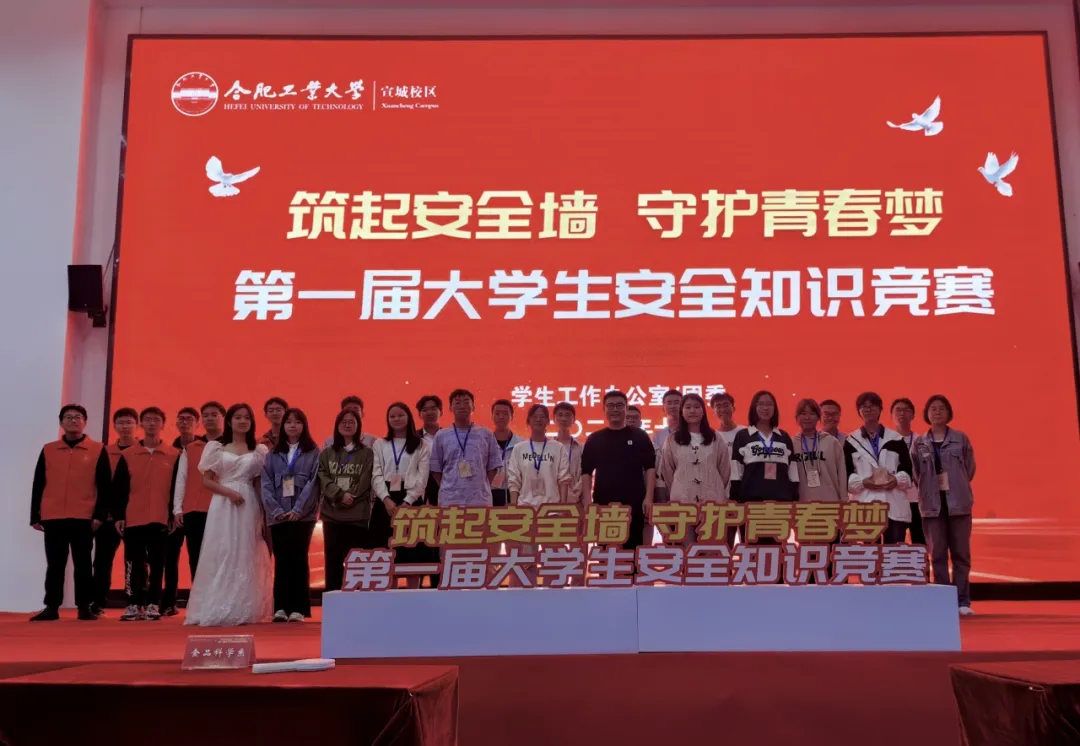 合肥工业大学 宣城校区
HEFEI UNIVERSITY OF TECHNOLOGY Xuancheng Campus
筑起安全墙 守护青春梦
第一届大学生安全知识竞赛
学生工作办公室
筑起安全墙 守护青春梦
第一届大学生安全知识竞赛
食品科学系